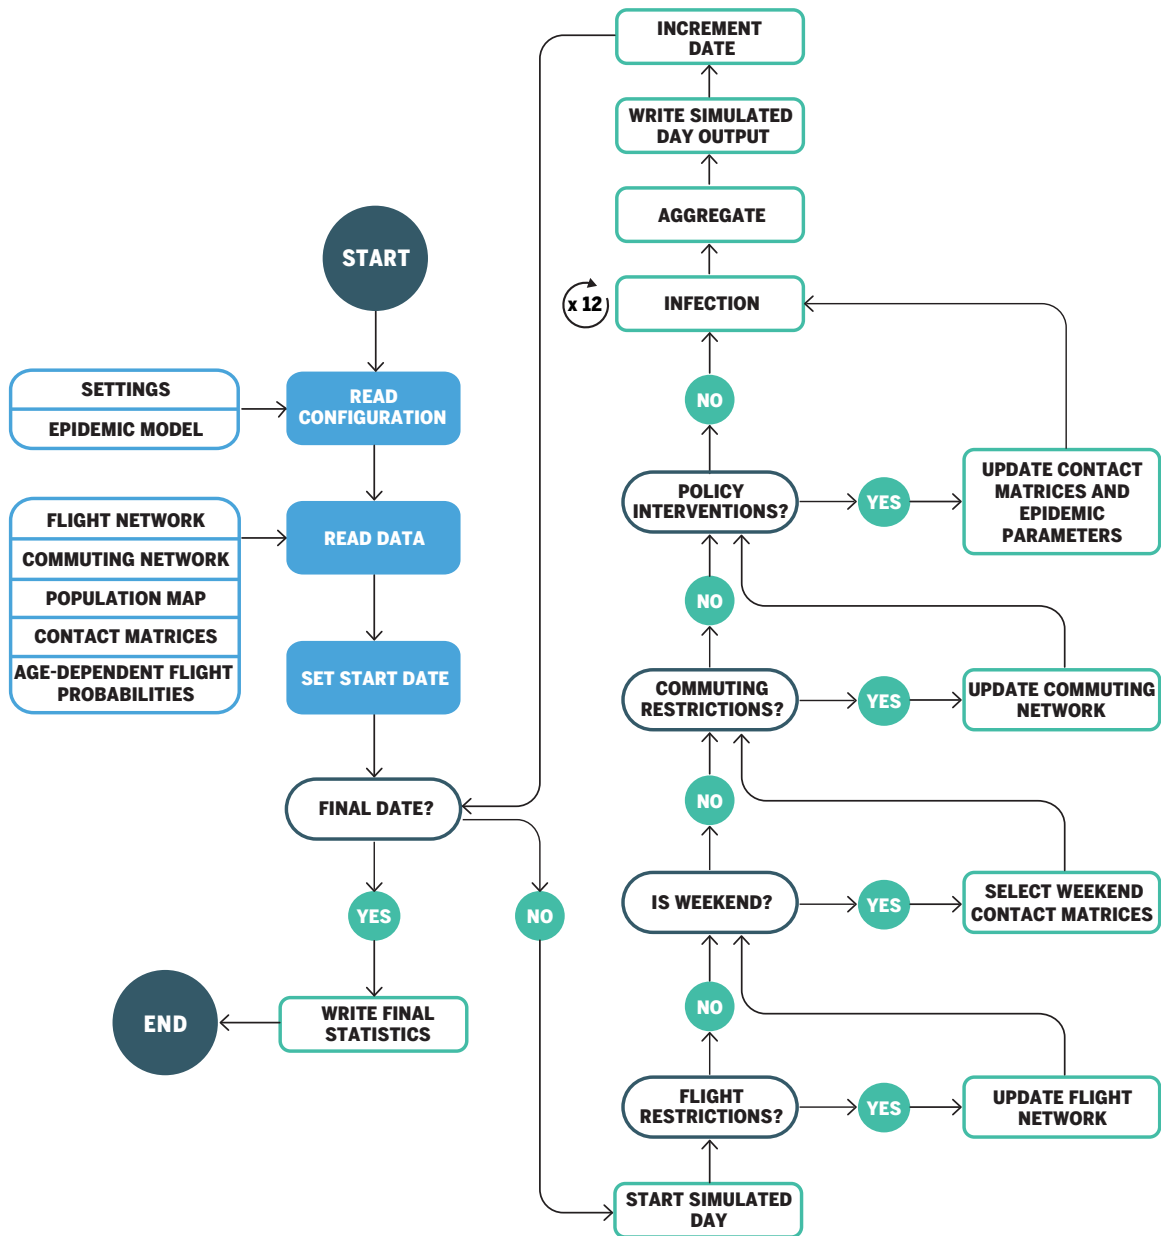 START
SETTINGS
EPIDEMIC MODEL
READ
CONFIGURATION
FLIGHT NETWORK
COMMUTING NETWORK
POPULATION MAP
CONTACT MATRICES
AGE-DEPENDENT FLIGHT
PROBABILITIES
READ DATA
SET START DATE
FINAL DATE?
YES
NO
WRITE FINAL
STATISTICS
END
INCREMENT
DATE
WRITE SIMULATED
DAY OUTPUT
AGGREGATE
x 12
INFECTION
NO
POLICY
INTERVENTIONS?
YES
UPDATE CONTACT
MATRICES AND
EPIDEMIC
PARAMETERS
NO
COMMUTING
RESTRICTIONS?
YES
UPDATE COMMUTING
NETWORK
NO
IS WEEKEND?
YES
SELECT WEEKEND
CONTACT MATRICES
NO
FLIGHT
RESTRICTIONS?
YES
UPDATE FLIGHT
NETWORK
START SIMULATED
DAY